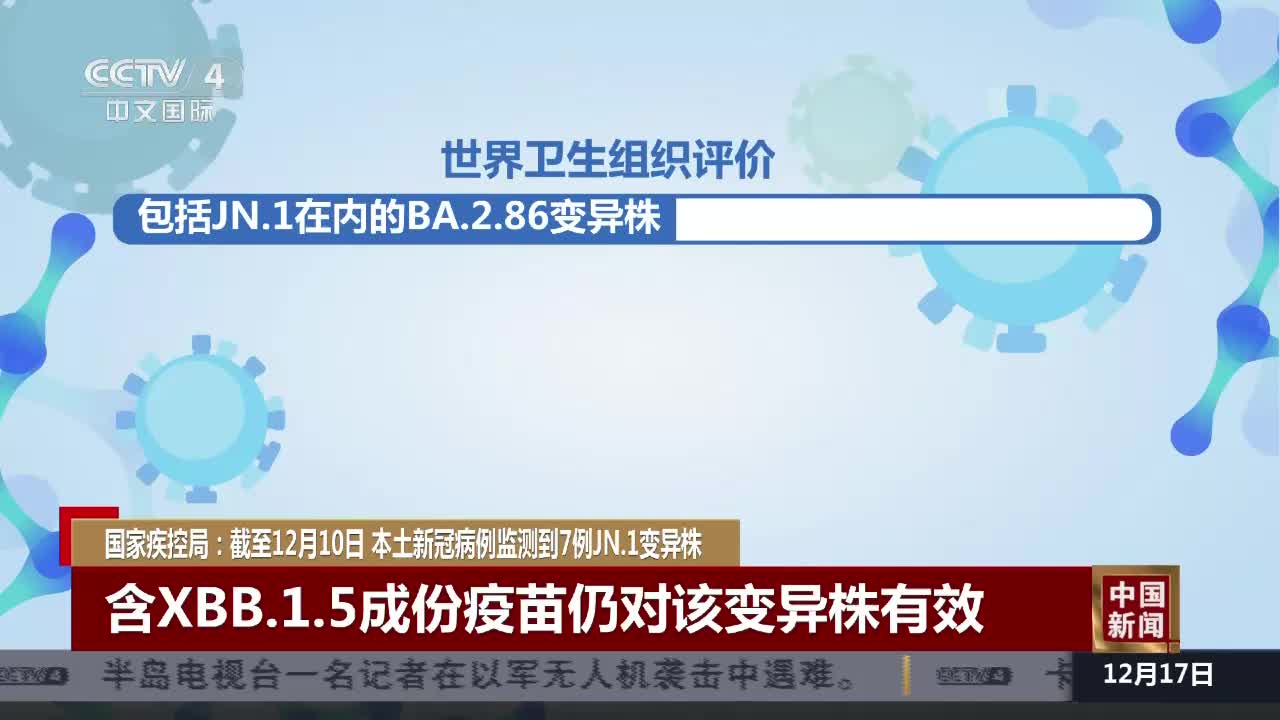 CCTV 4
中文国际
世界卫生组织评价
包括JN.1在内的BA.2.86变异株
国家疾控局：截至12月10日 本土新冠病例监测到7例JN.1变异株
含XBB.1.5成份疫苗仍对该变异株有效
中国
新闻
CCTV 4 半岛电视台一名记者在以军无人机袭击中遇难。 CCTV 4 卡
12月17日